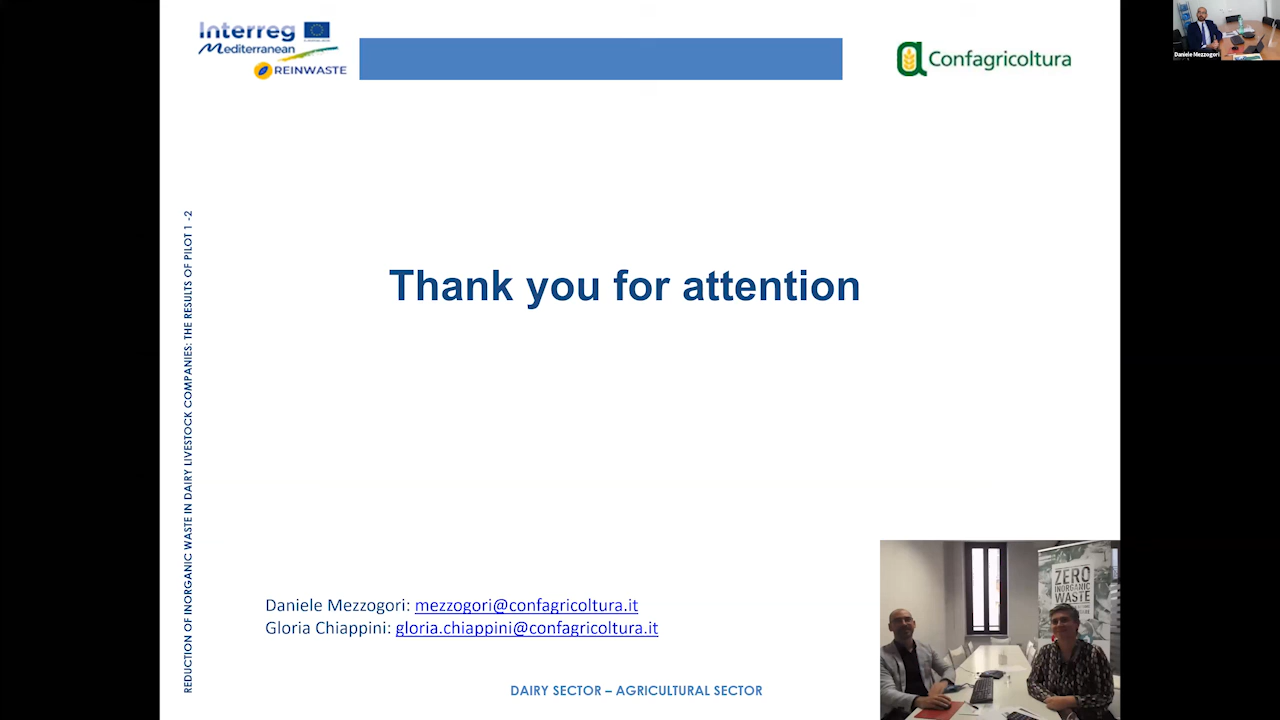 Interreg
Mediterranean
REINWASTE
Confagricoltura
Daniele Mezzogori
REDUCTION OF INORGANIC WASTE IN DAIRY LIVESTOCK COMPANIES: THE RESULTS OF PILOT 1 -2
Thank you for attention
ZERO
INORGANIC
WASTE
Daniele Mezzogori: mezzogori@confagricoltura.it
Gloria Chiappini: gloria.chiappini@confagricoltura.it
DAIRY SECTOR – AGRICULTURAL SECTOR